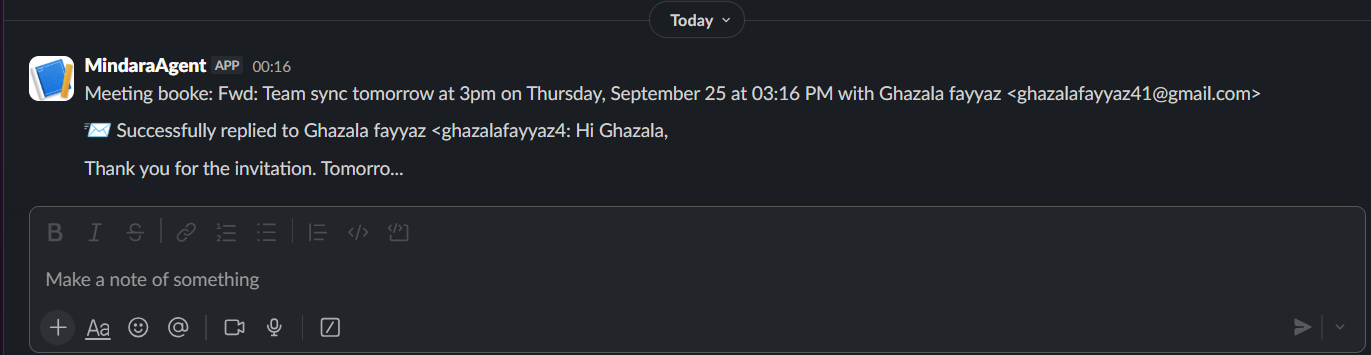 Today
MindaraAgent APP 00:16
Meeting booke: Fwd: Team sync tomorrow at 3pm on Thursday, September 25 at 03:16 PM with Ghazala fayyaz <ghazalafayyaz41@gmail.com>
📨 Successfully replied to Ghazala fayyaz <ghazalafayyaz4: Hi Ghazala,
Thank you for the invitation. Tomorro...
Make a note of something
Aa